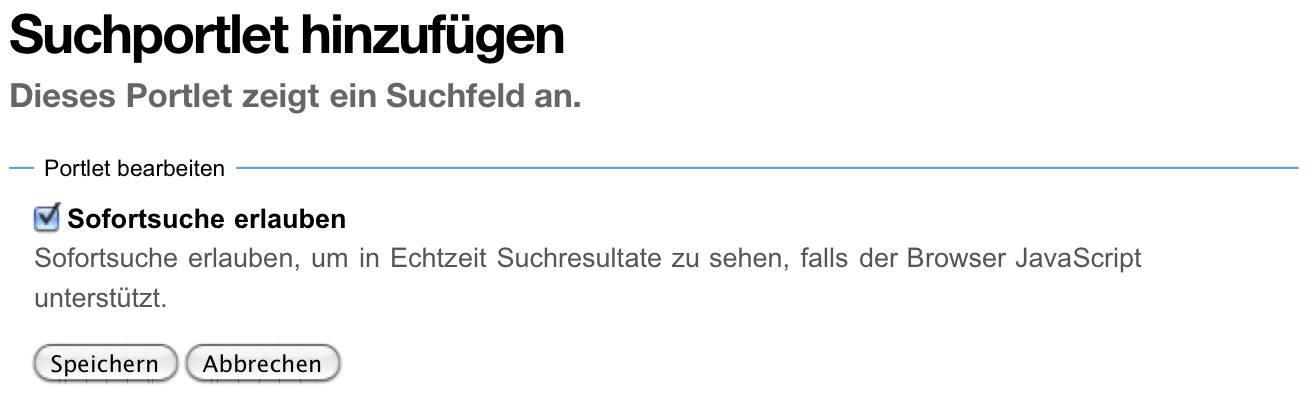 Suchportlet hinzufügen
Dieses Portlet zeigt ein Suchfeld an.
Portlet bearbeiten
Sofortsuche erlauben
Sofortsuche erlauben, um in Echtzeit Suchresultate zu sehen, falls der Browser JavaScript
unterstützt.
Speichern Abbrechen